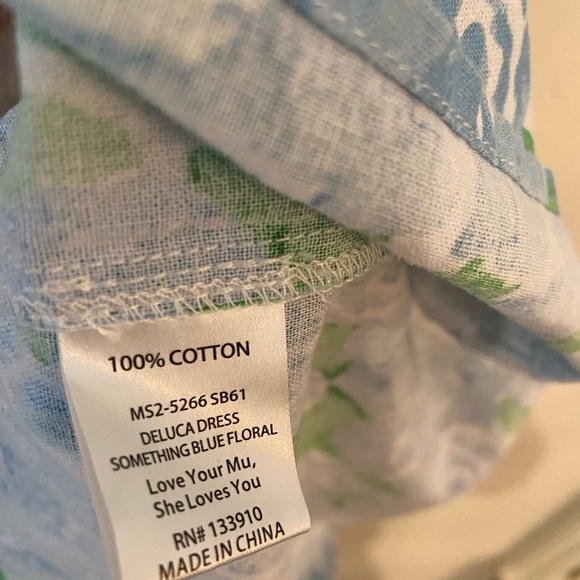 100% COTTON
MS2-5266 SB61
DELUCA DRESS
SOMETHING BLUE FLORAL
Love Your Mu,
She Loves You
RN# 133910
MADE IN CHINA